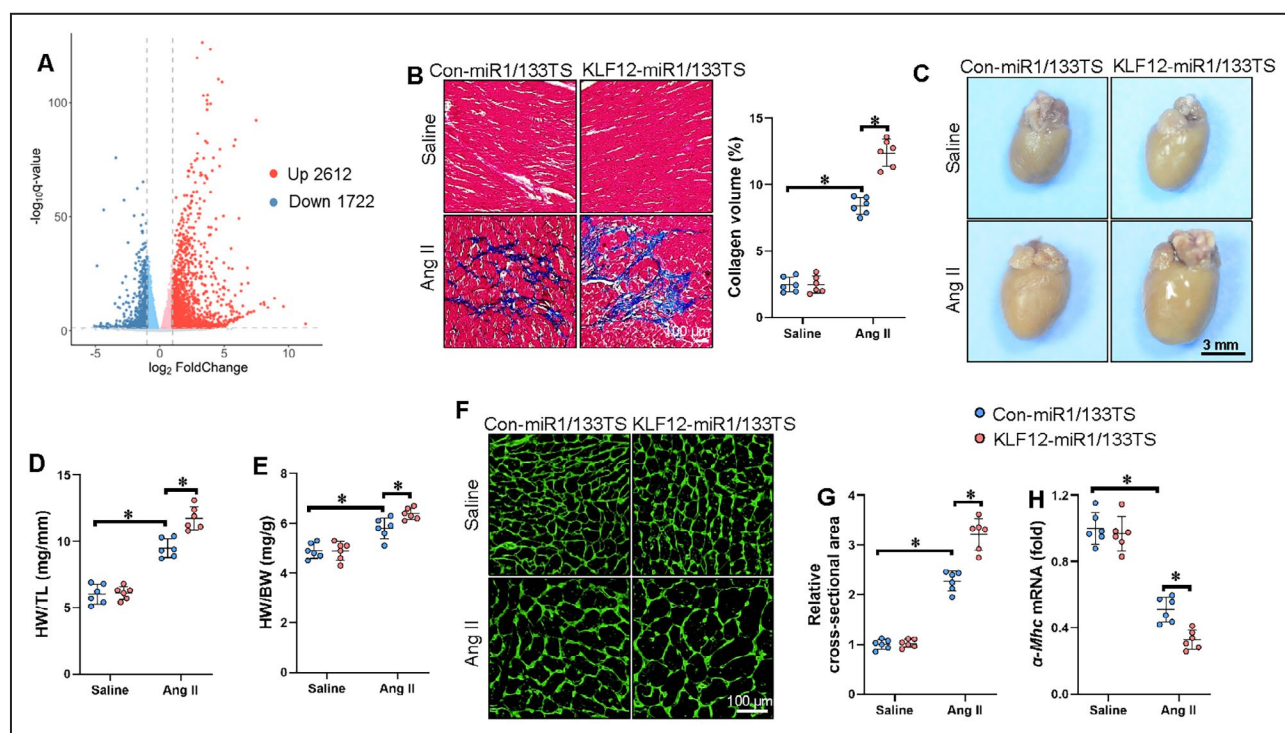 A
-log₁₀q-value
100
50
0
-5
0
5
10
log₂ FoldChange
Up 2612
Down 1722
B
Con-miR1/133TS KLF12-miR1/133TS
Saline
Ang II
100 μm
Collagen volume (%)
15
10
5
0
*
*
Saline
Ang II
C
Con-miR1/133TS KLF12-miR1/133TS
Saline
Ang II
3 mm
D
HW/TL (mg/mm)
15
10
5
0
*
*
Saline
Ang II
E
HW/BW (mg/g)
8
6
4
2
0
*
*
Saline
Ang II
F
Con-miR1/133TS KLF12-miR1/133TS
Saline
Ang II
100 μm
Con-miR1/133TS
KLF12-miR1/133TS
G
Relative
cross-sectional area
4
3
2
1
0
*
*
Saline
Ang II
H
α-Mhc mRNA (fold)
1.2
0.8
0.4
0
*
*
Saline
Ang II